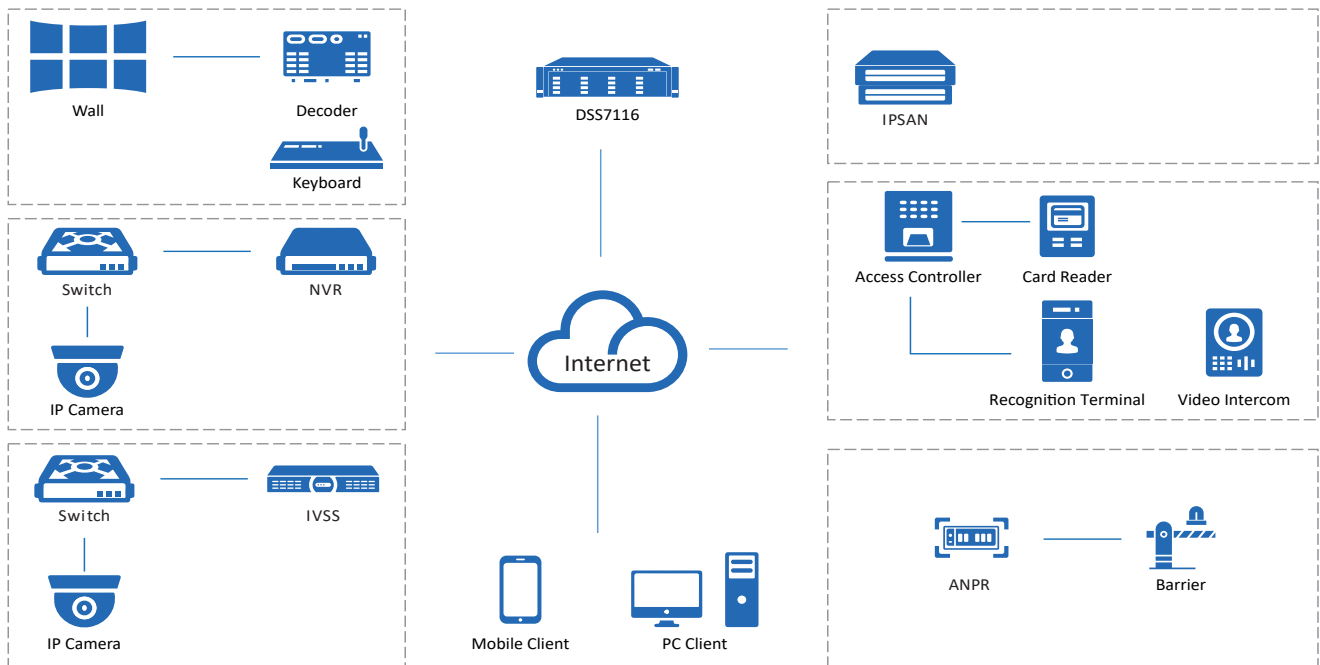 Wall
Decoder
Keyboard
Switch
NVR
IP Camera
Switch
IVSS
IP Camera
DSS7116
Internet
Mobile Client
PC Client
IPSAN
Access Controller
Card Reader
Recognition Terminal
Video Intercom
ANPR
Barrier